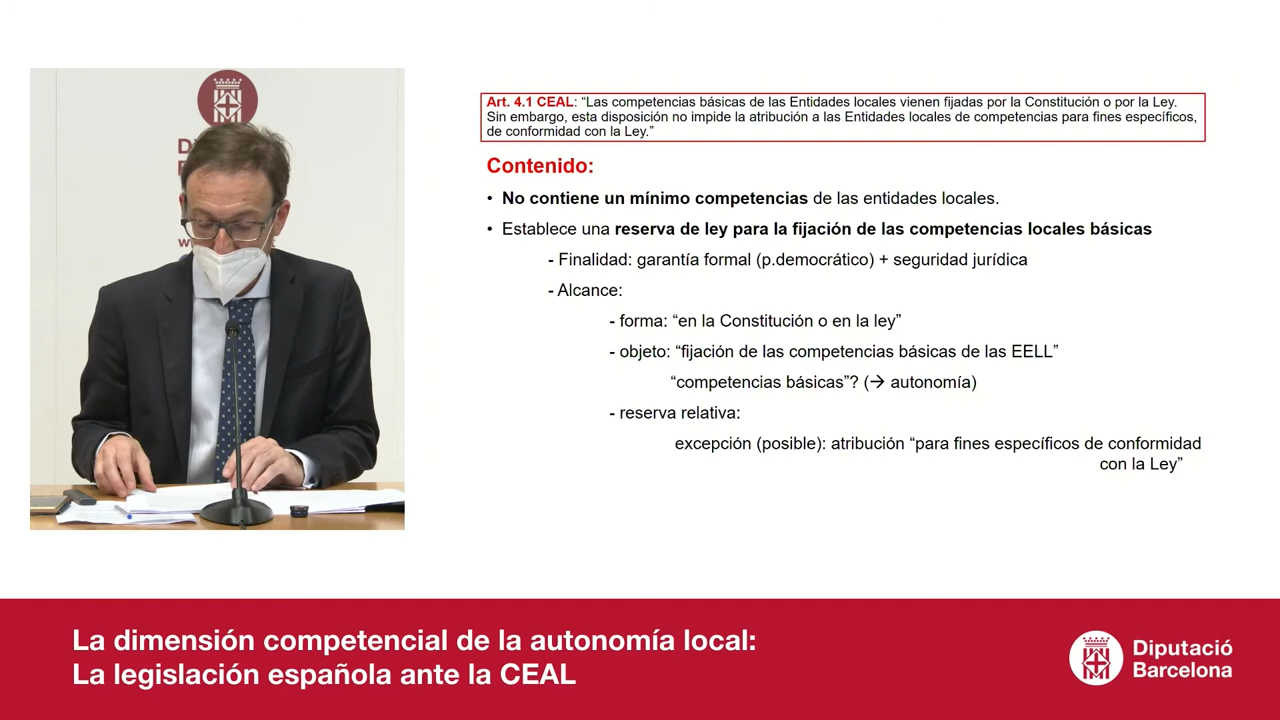 Art. 4.1 CEAL: “Las competencias básicas de las Entidades locales vienen fijadas por la Constitución o por la Ley.
Sin embargo, esta disposición no impide la atribución a las Entidades locales de competencias para fines específicos,
de conformidad con la Ley.”
Contenido:
• No contiene un mínimo competencias de las entidades locales.
• Establece una reserva de ley para la fijación de las competencias locales básicas
- Finalidad: garantía formal (p.democrático) + seguridad jurídica
- Alcance:
- forma: “en la Constitución o en la ley”
- objeto: “fijación de las competencias básicas de las EELL”
“competencias básicas”? (→ autonomía)
- reserva relativa:
excepción (posible): atribución “para fines específicos de conformidad
con la Ley”
La dimensión competencial de la autonomía local:
La legislación española ante la CEAL
Diputació
Barcelona